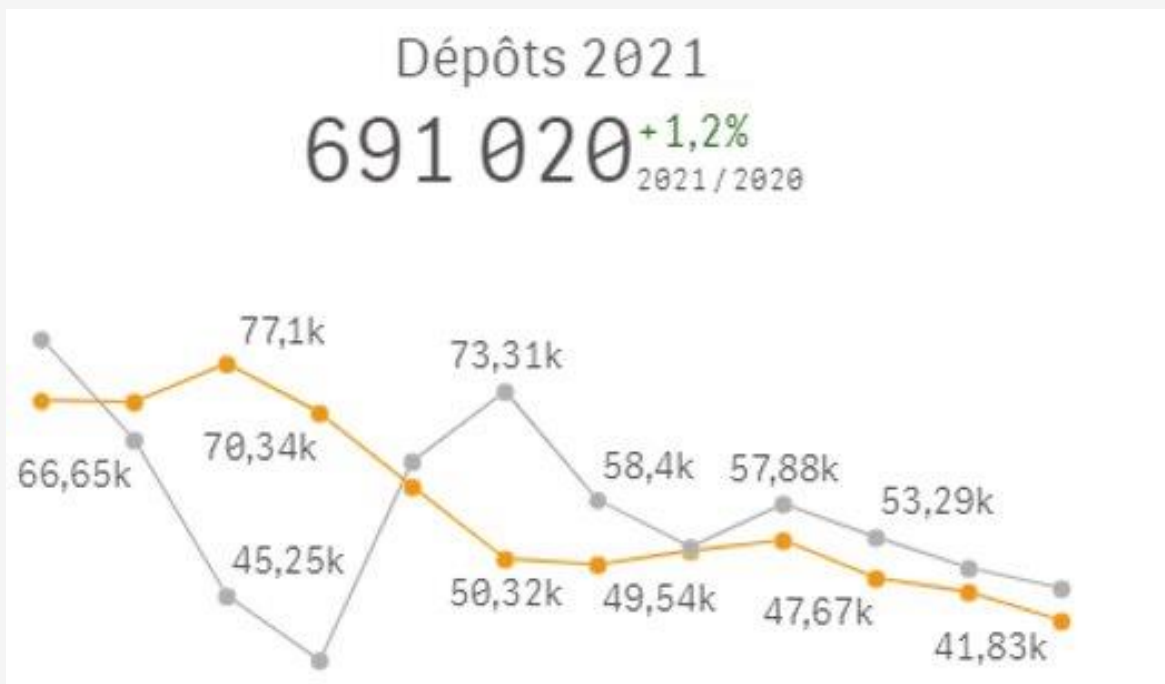 Dépôts 2021
691 020 +1,2%
2021/2020
77,1k
73,31k
70,34k
66,65k
58,4k
57,88k
53,29k
45,25k
50,32k
49,54k
47,67k
41,83k